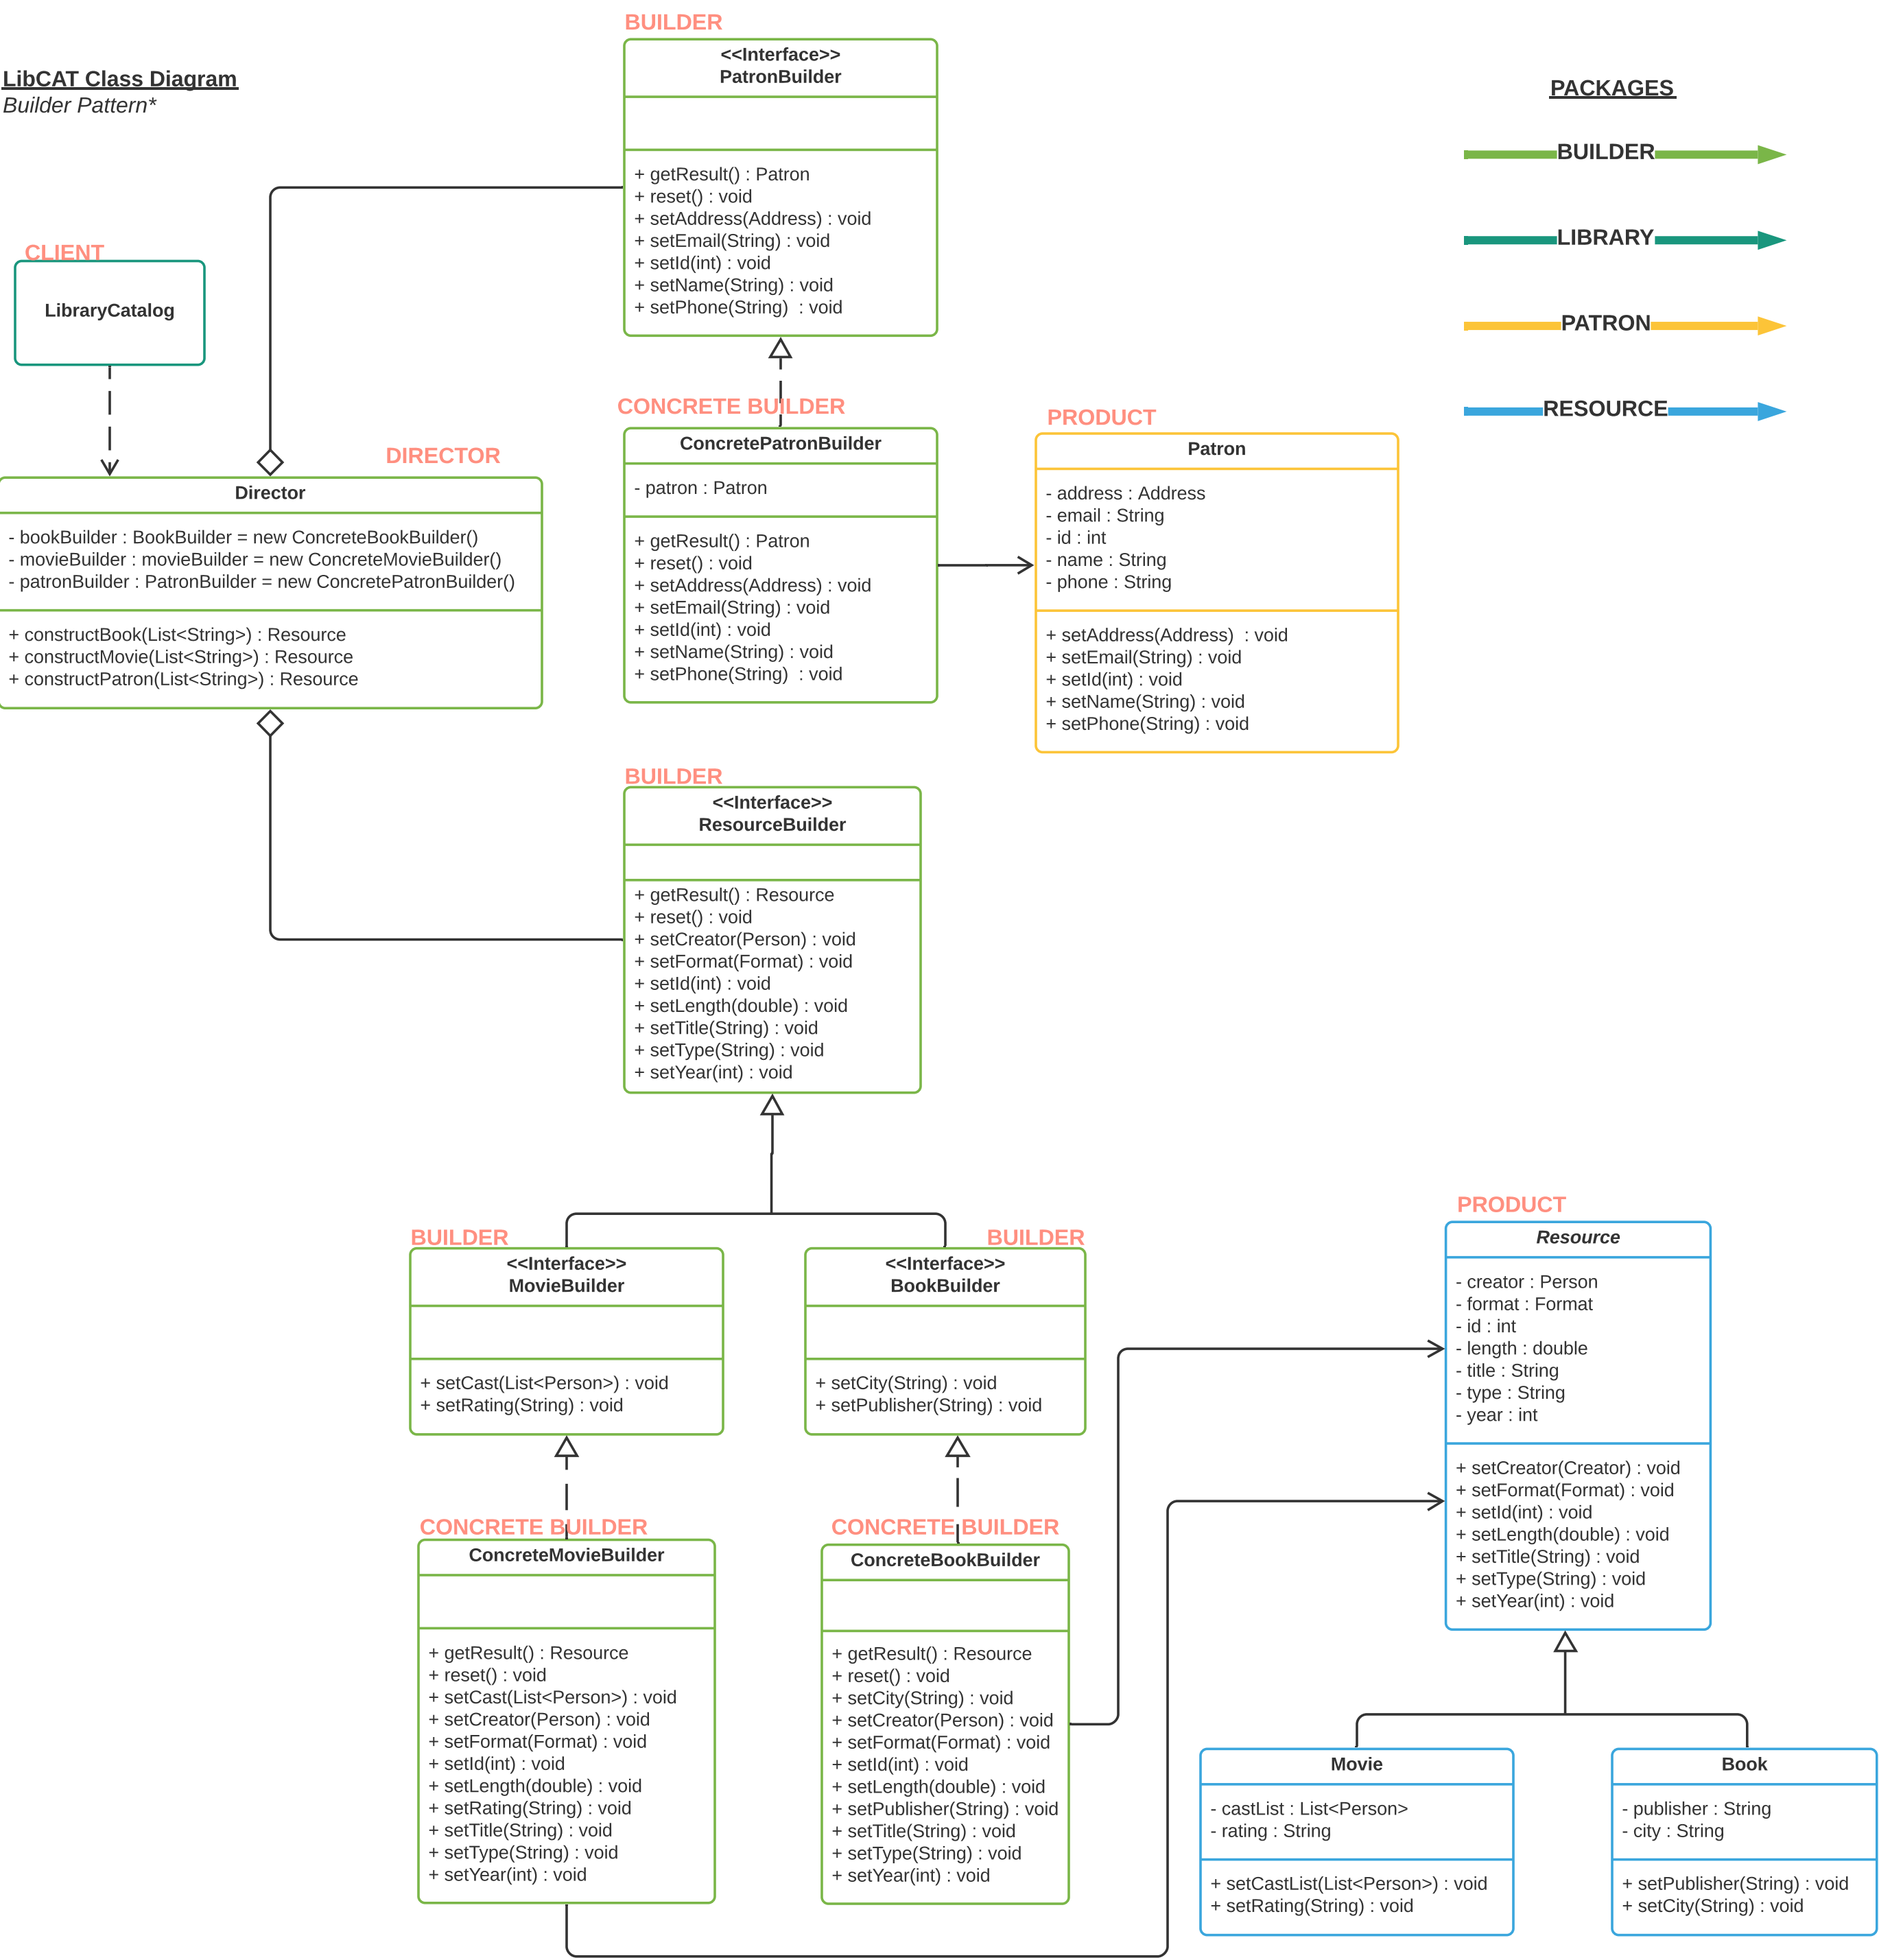 LibCAT Class Diagram
Builder Pattern*
BUILDER
<<Interface>>
PatronBuilder
+ getResult() : Patron
+ reset() : void
+ setAddress(Address) : void
+ setEmail(String) : void
+ setId(int) : void
+ setName(String) : void
+ setPhone(String)  : void
PACKAGES
BUILDER
LIBRARY
PATRON
RESOURCE
CLIENT
LibraryCatalog
DIRECTOR
Director
- bookBuilder : BookBuilder = new ConcreteBookBuilder()
- movieBuilder : movieBuilder = new ConcreteMovieBuilder()
- patronBuilder : PatronBuilder = new ConcretePatronBuilder()
+ constructBook(List<String>) : Resource
+ constructMovie(List<String>) : Resource
+ constructPatron(List<String>) : Resource
CONCRETE BUILDER
ConcretePatronBuilder
- patron : Patron
+ getResult() : Patron
+ reset() : void
+ setAddress(Address) : void
+ setEmail(String) : void
+ setId(int) : void
+ setName(String) : void
+ setPhone(String)  : void
PRODUCT
Patron
- address : Address
- email : String
- id : int
- name : String
- phone : String
+ setAddress(Address)  : void
+ setEmail(String) : void
+ setId(int) : void
+ setName(String) : void
+ setPhone(String) : void
BUILDER
<<Interface>>
ResourceBuilder
+ getResult() : Resource
+ reset() : void
+ setCreator(Person) : void
+ setFormat(Format) : void
+ setId(int) : void
+ setLength(double) : void
+ setTitle(String) : void
+ setType(String) : void
+ setYear(int) : void
BUILDER
<<Interface>>
MovieBuilder
+ setCast(List<Person>) : void
+ setRating(String) : void
BUILDER
<<Interface>>
BookBuilder
+ setCity(String) : void
+ setPublisher(String) : void
CONCRETE BUILDER
ConcreteMovieBuilder
+ getResult() : Resource
+ reset() : void
+ setCast(List<Person>) : void
+ setCreator(Person) : void
+ setFormat(Format) : void
+ setId(int) : void
+ setLength(double) : void
+ setRating(String) : void
+ setTitle(String) : void
+ setType(String) : void
+ setYear(int) : void
CONCRETE BUILDER
ConcreteBookBuilder
+ getResult() : Resource
+ reset() : void
+ setCity(String) : void
+ setCreator(Person) : void
+ setFormat(Format) : void
+ setId(int) : void
+ setLength(double) : void
+ setPublisher(String) : void
+ setTitle(String) : void
+ setType(String) : void
+ setYear(int) : void
PRODUCT
Resource
- creator : Person
- format : Format
- id : int
- length : double
- title : String
- type : String
- year : int
+ setCreator(Creator) : void
+ setFormat(Format) : void
+ setId(int) : void
+ setLength(double) : void
+ setTitle(String) : void
+ setType(String) : void
+ setYear(int) : void
Movie
- castList : List<Person>
- rating : String
+ setCastList(List<Person>) : void
+ setRating(String) : void
Book
- publisher : String
- city : String
+ setPublisher(String) : void
+ setCity(String) : void